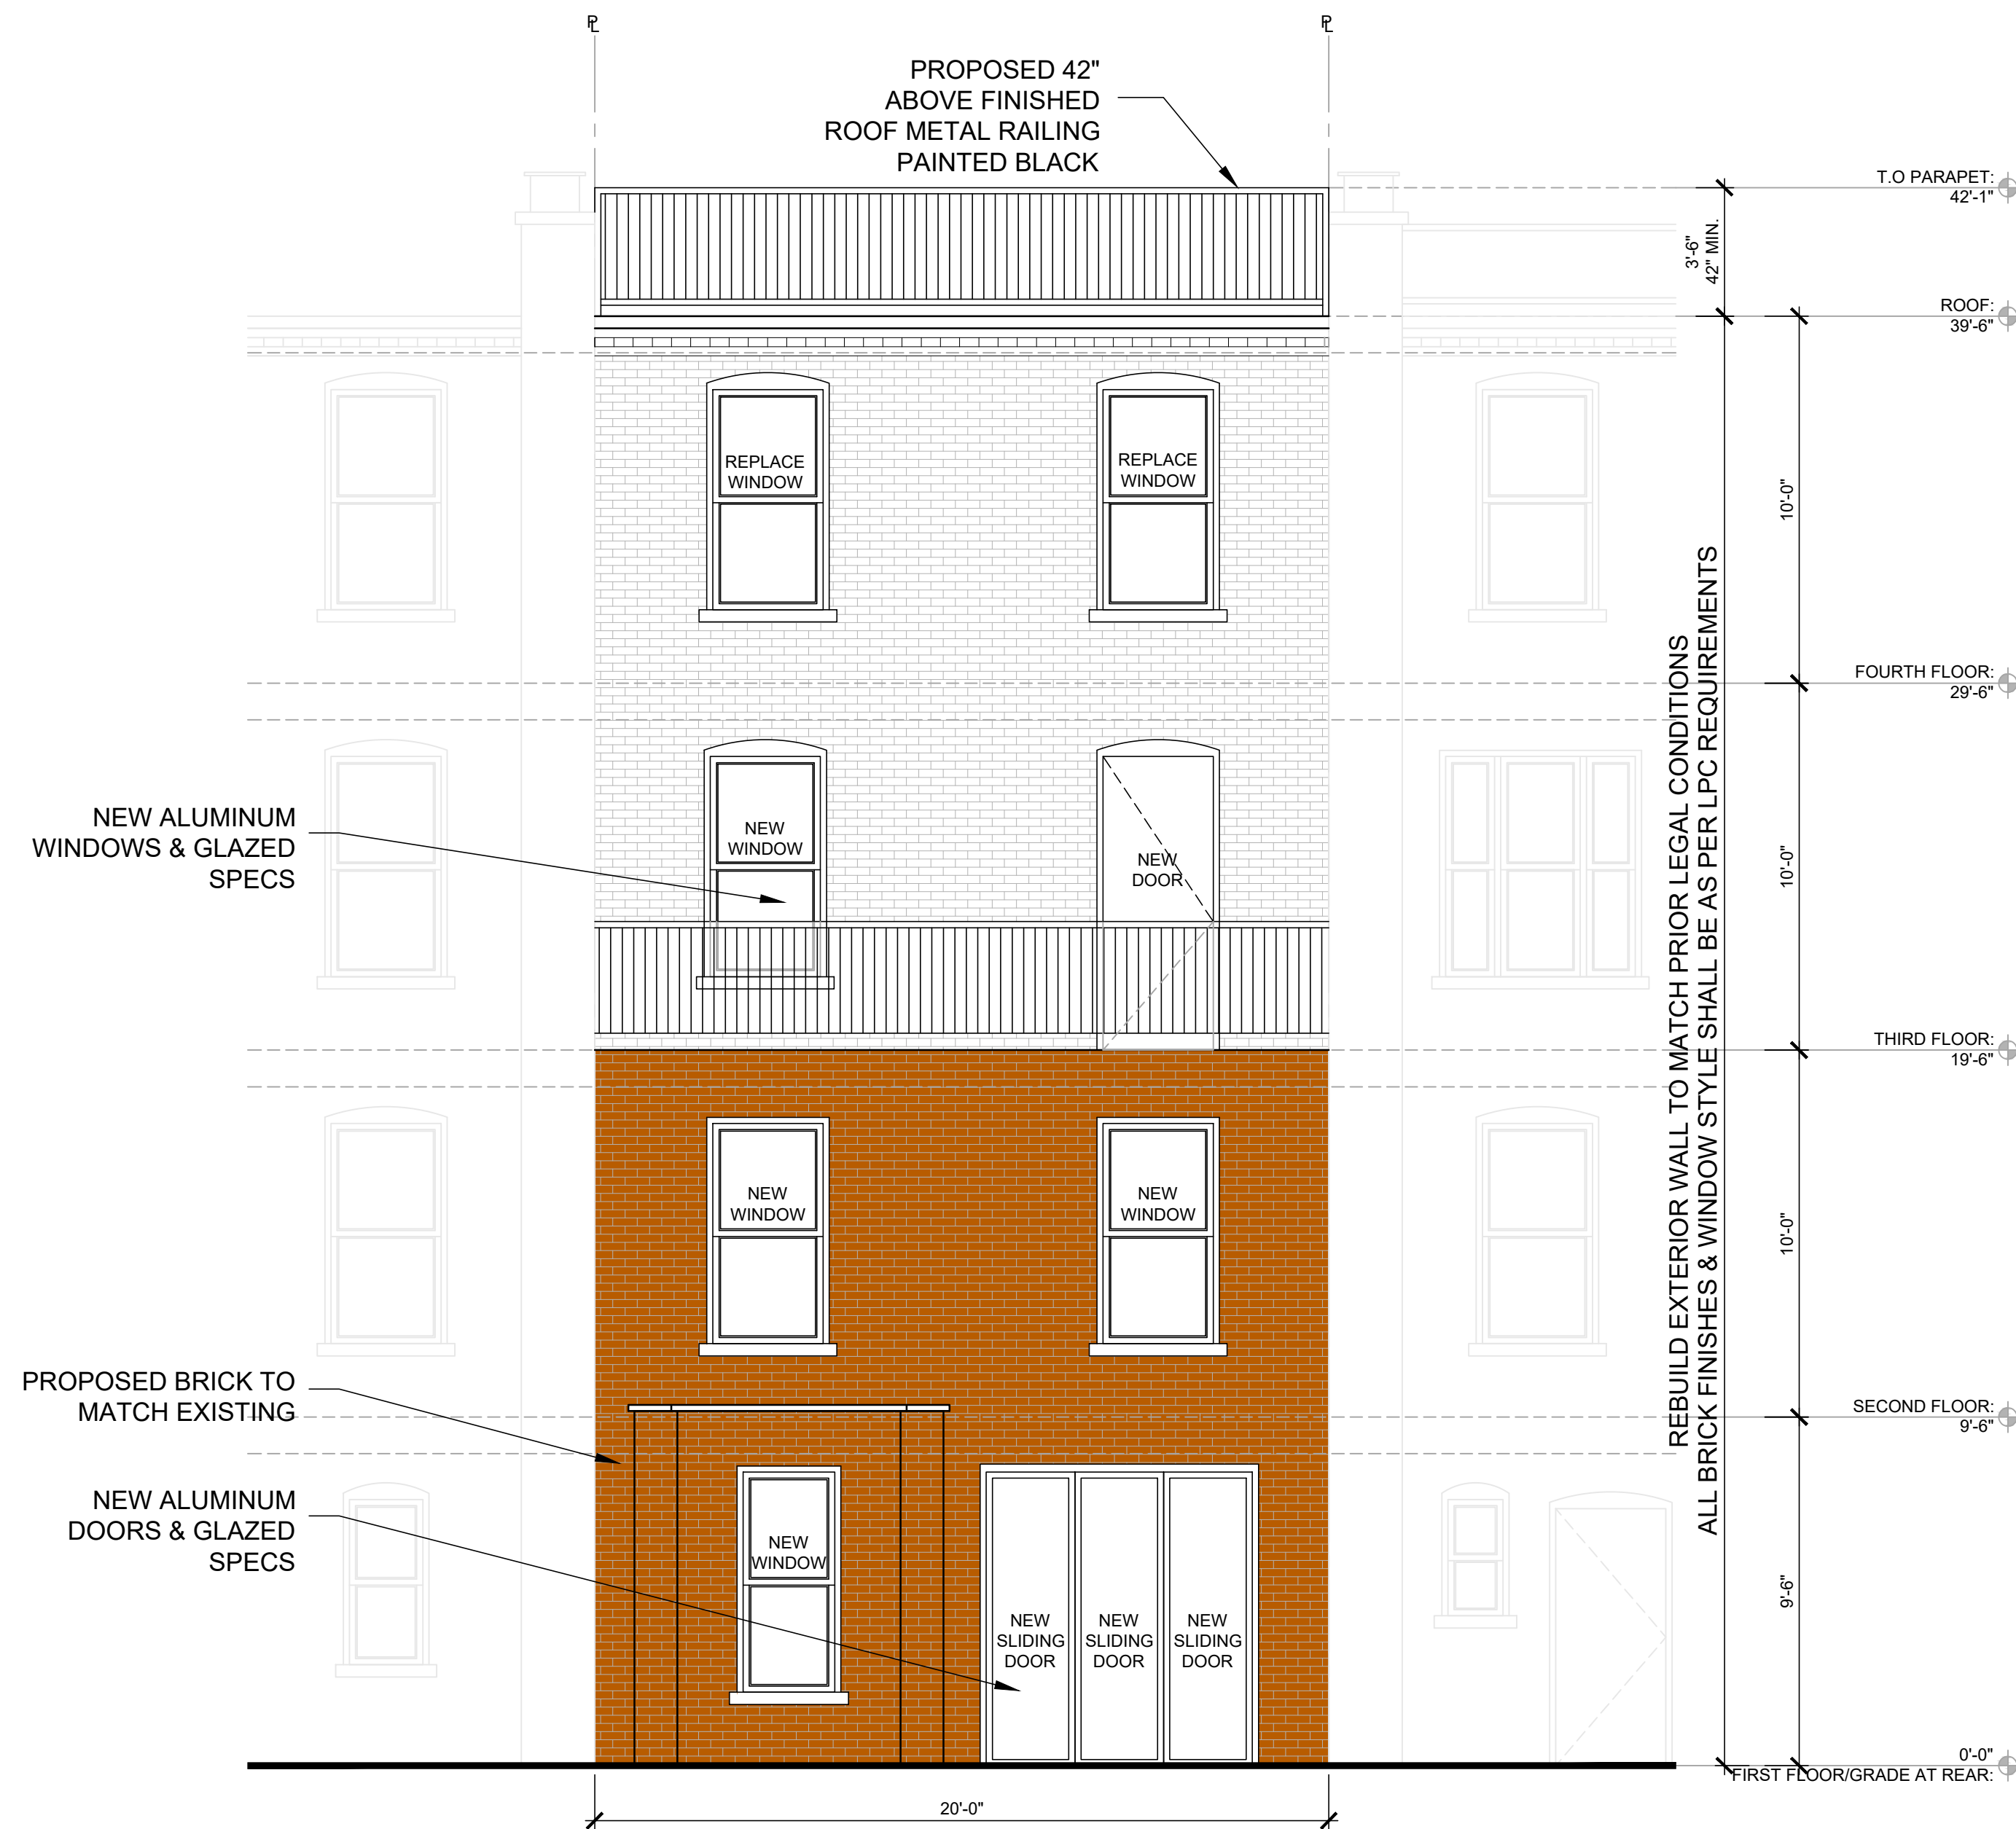 PL
PL
PROPOSED 42"
ABOVE FINISHED
ROOF METAL RAILING
PAINTED BLACK
T.O PARAPET:
42'-1"
3'-6"
42" MIN.
ROOF:
39'-6"
REPLACE
WINDOW
REPLACE
WINDOW
10'-0"
FOURTH FLOOR:
29'-6"
NEW ALUMINUM
WINDOWS & GLAZED
SPECS
NEW
WINDOW
NEW
DOOR
10'-0"
REBUILD EXTERIOR WALL TO MATCH PRIOR LEGAL CONDITIONS
ALL BRICK FINISHES & WINDOW STYLE SHALL BE AS PER LPC REQUIREMENTS
THIRD FLOOR:
19'-6"
NEW
WINDOW
NEW
WINDOW
10'-0"
PROPOSED BRICK TO
MATCH EXISTING
SECOND FLOOR:
9'-6"
NEW ALUMINUM
DOORS & GLAZED
SPECS
NEW
WINDOW
NEW
SLIDING
DOOR
NEW
SLIDING
DOOR
NEW
SLIDING
DOOR
9'-6"
0'-0"
FIRST FLOOR/GRADE AT REAR:
20'-0"